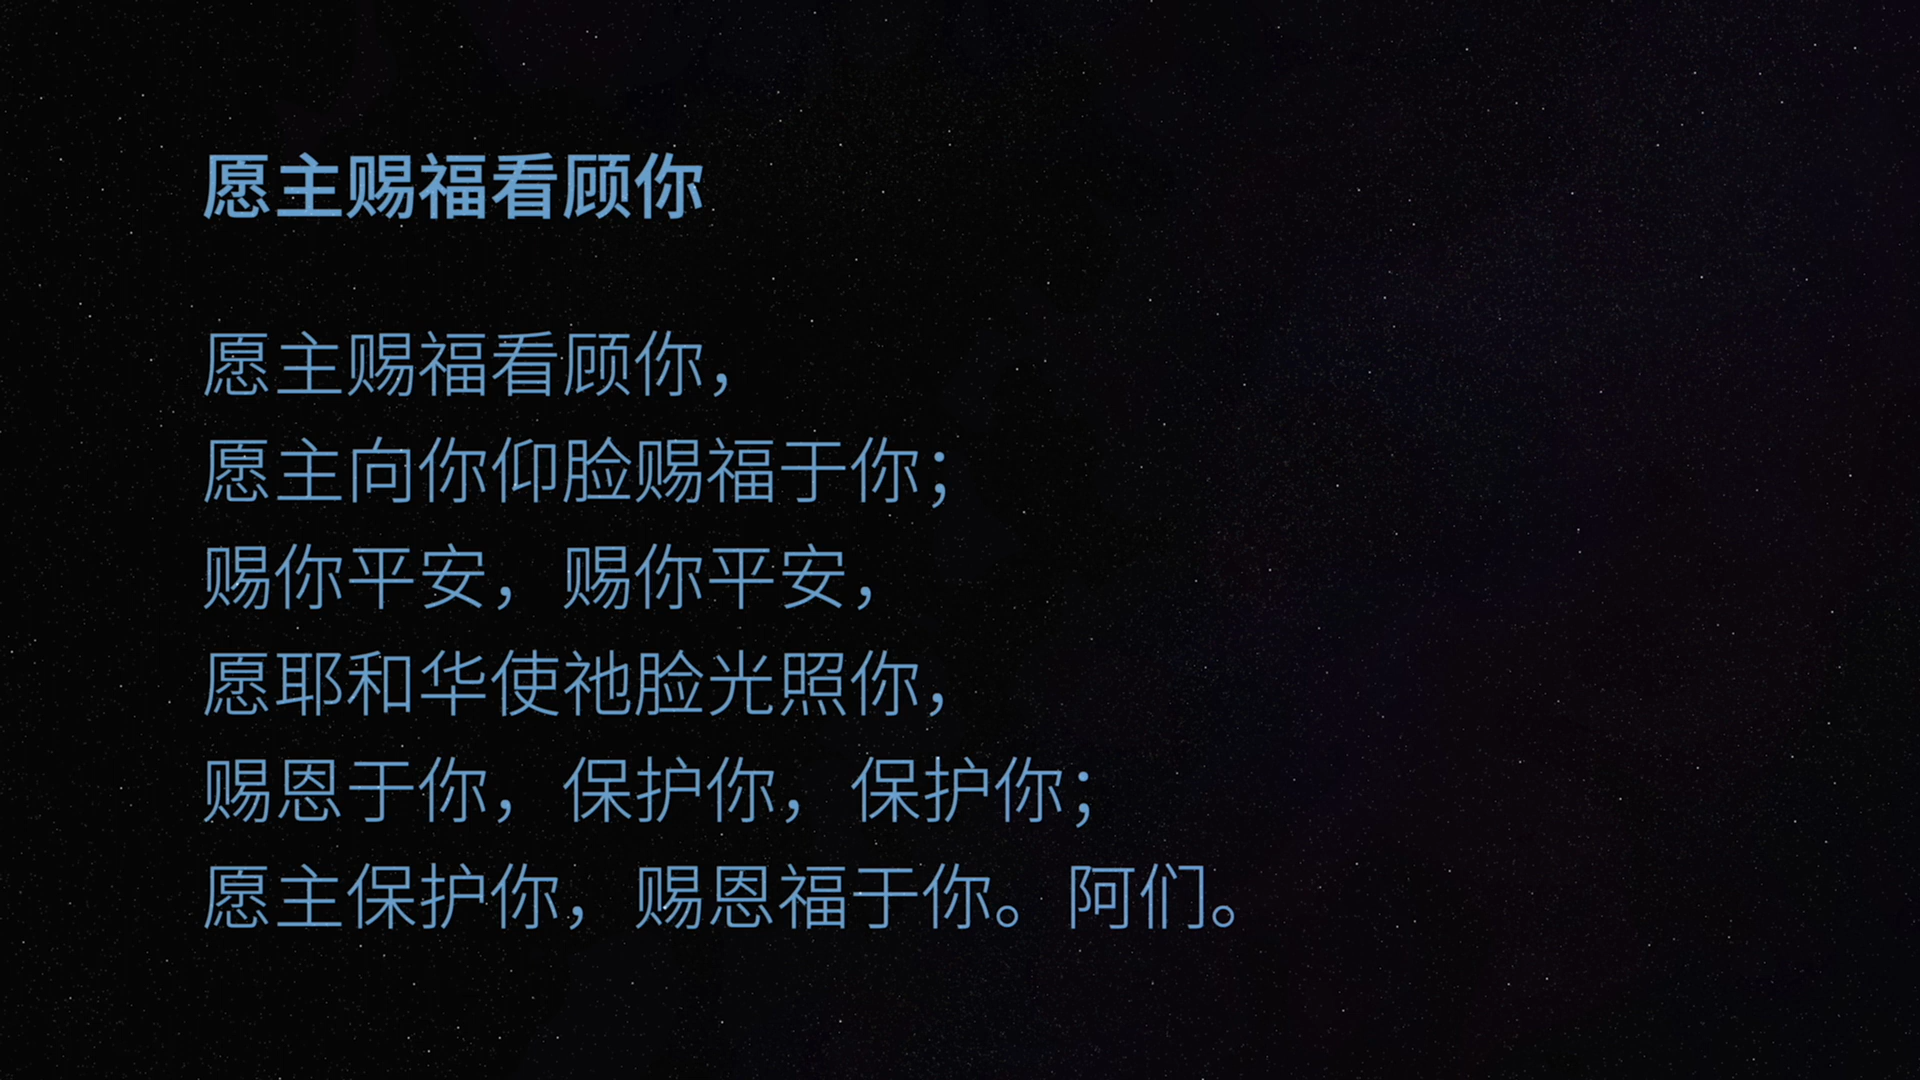 愿主赐福看顾你
愿主赐福看顾你，
愿主向你仰脸赐福于你；
赐你平安，赐你平安，
愿耶和华使祂脸光照你，
赐恩于你，保护你，保护你；
愿主保护你，赐恩福于你。阿们。